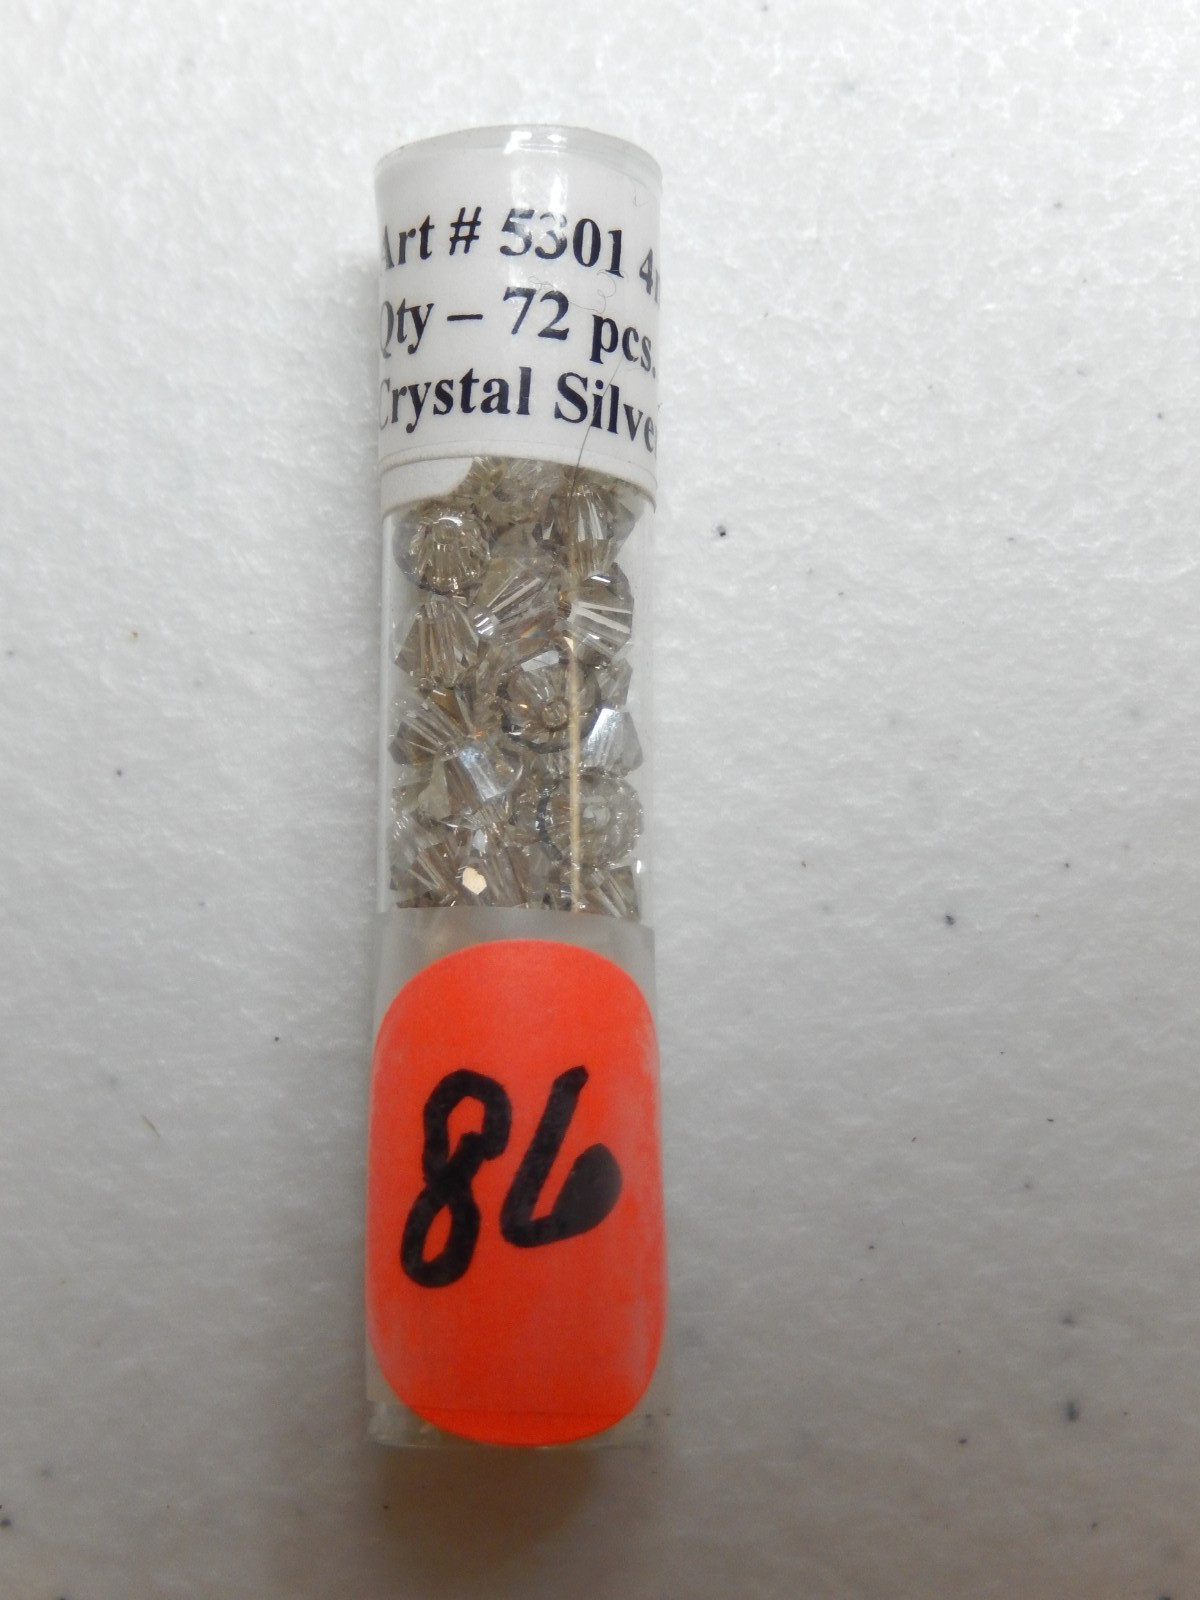 Art # 5301 4
Qty – 72 pcs.
Crystal Silve
86